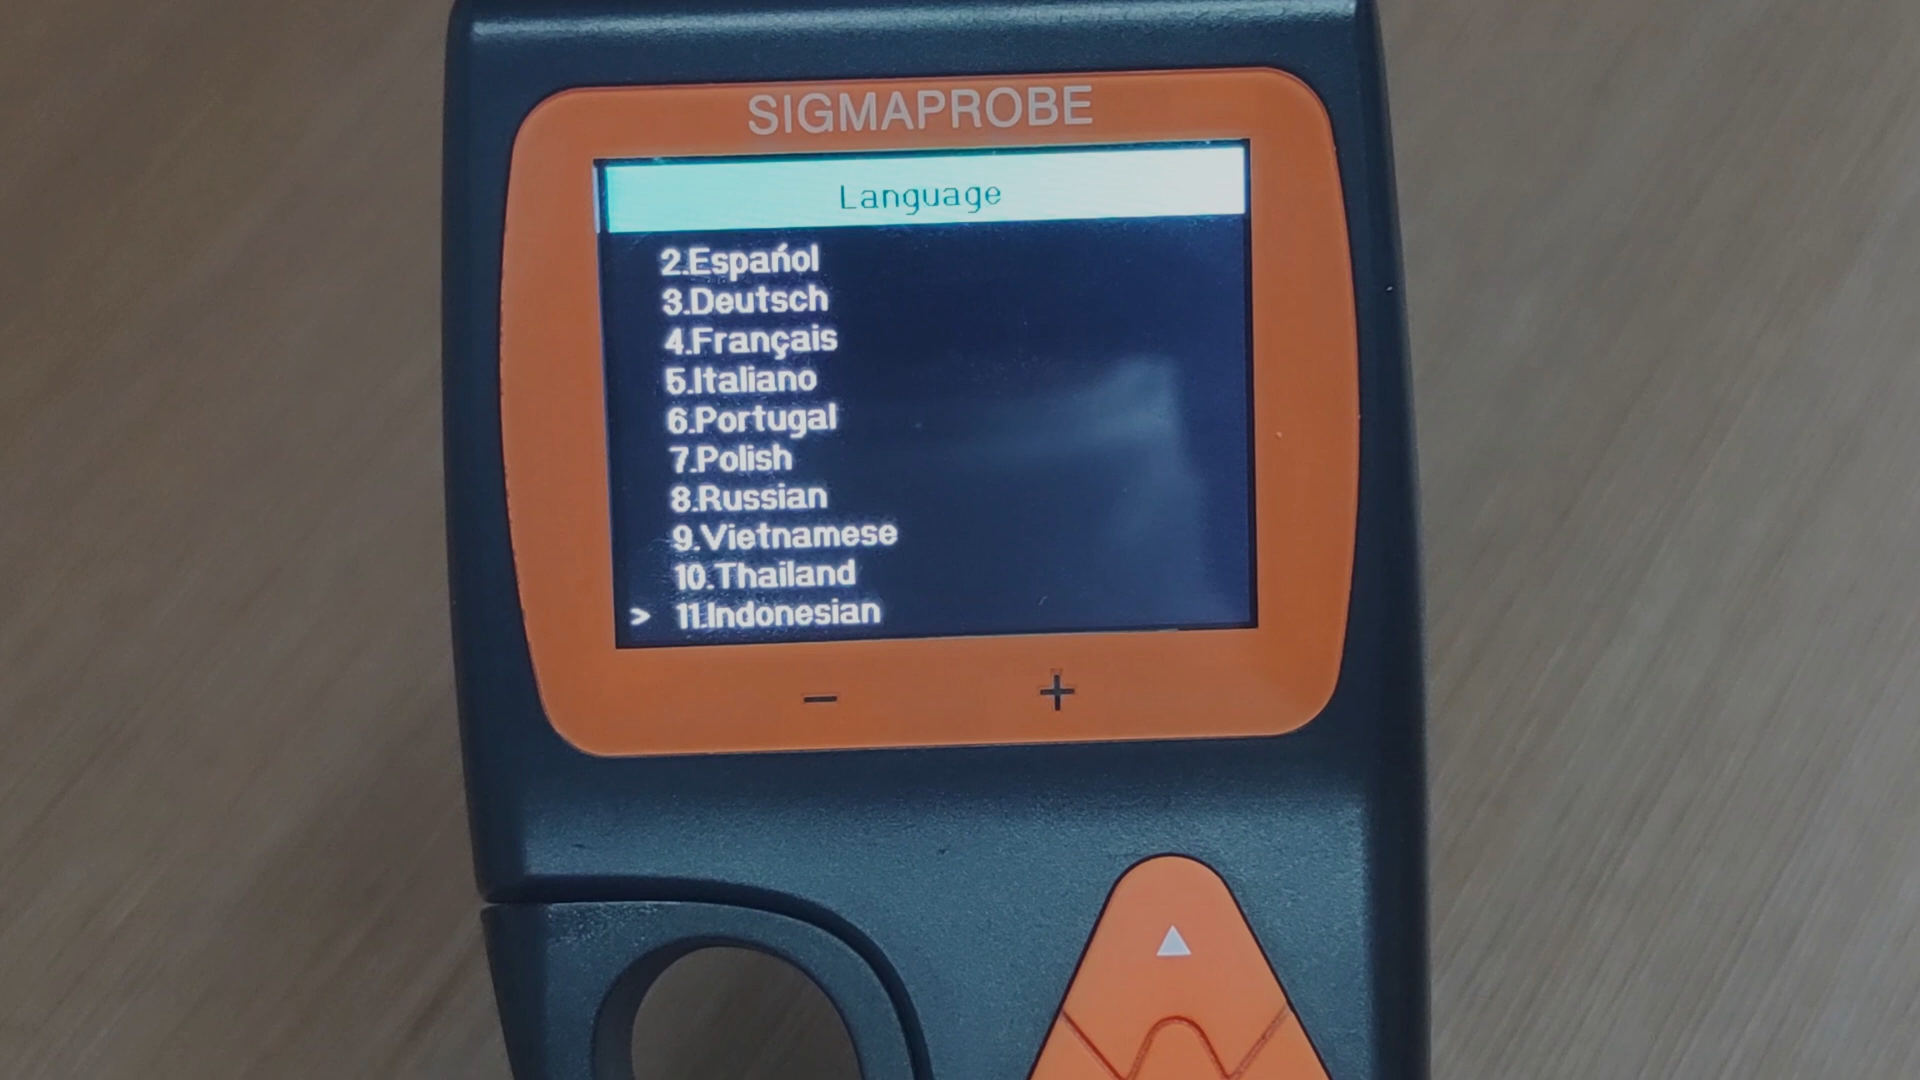 SIGMAPROBE
Language
2.Espańol
3.Deutsch
4.Français
5.Italiano
6.Portugal
7.Polish
8.Russian
9.Vietnamese
10.Thailand
> 11.Indonesian
− +